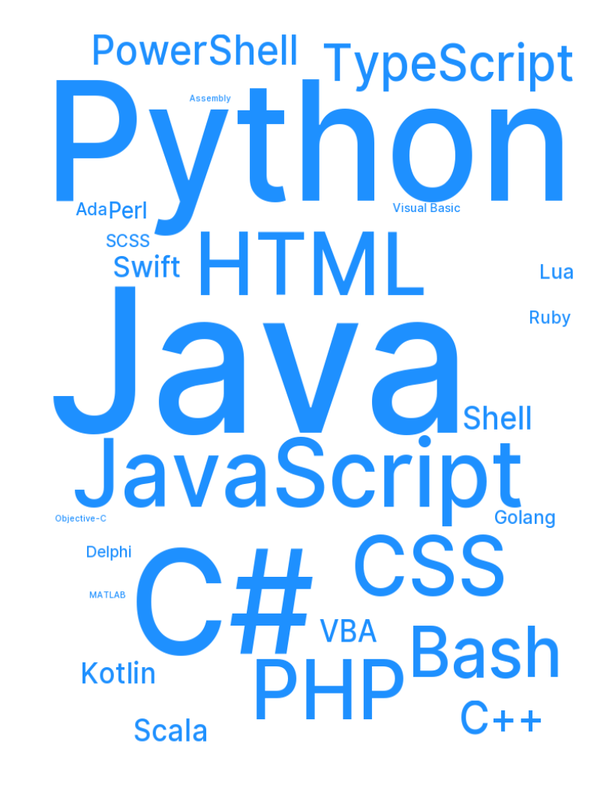 PowerShell
TypeScript
Assembly
Python
Ada
Perl
Visual Basic
SCSS
HTML
Swift
Lua
Ruby
Java
Shell
JavaScript
Objective-C
Golang
Delphi
CSS
C#
MATLAB
VBA
Bash
Kotlin
PHP
C++
Scala